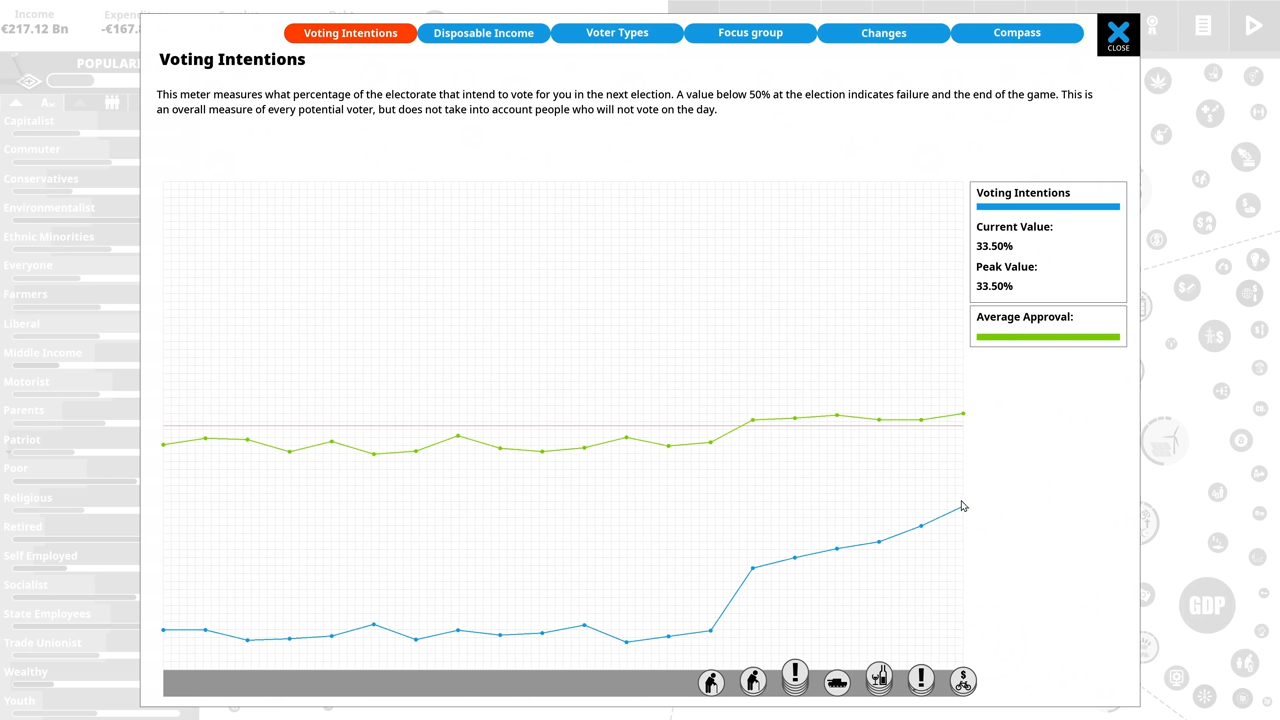 Income
€217.12 Bn
-€167.
POPULARI
Voting Intentions
Disposable Income
Voter Types
Focus group
Changes
Compass
CLOSE
Voting Intentions
This meter measures what percentage of the electorate that intend to vote for you in the next election. A value below 50% at the election indicates failure and the end of the game. This is
an overall measure of every potential voter, but does not take into account people who will not vote on the day.
Capitalist
Commuter
Conservatives
Environmentalist
Ethnic Minorities
Everyone
Farmers
Liberal
Middle Income
Motorist
Parents
Patriot
Poor
Religious
Retired
Self Employed
Socialist
State Employees
Trade Unionist
Wealthy
Youth
Voting Intentions
Current Value:
33.50%
Peak Value:
33.50%
Average Approval:
GDP